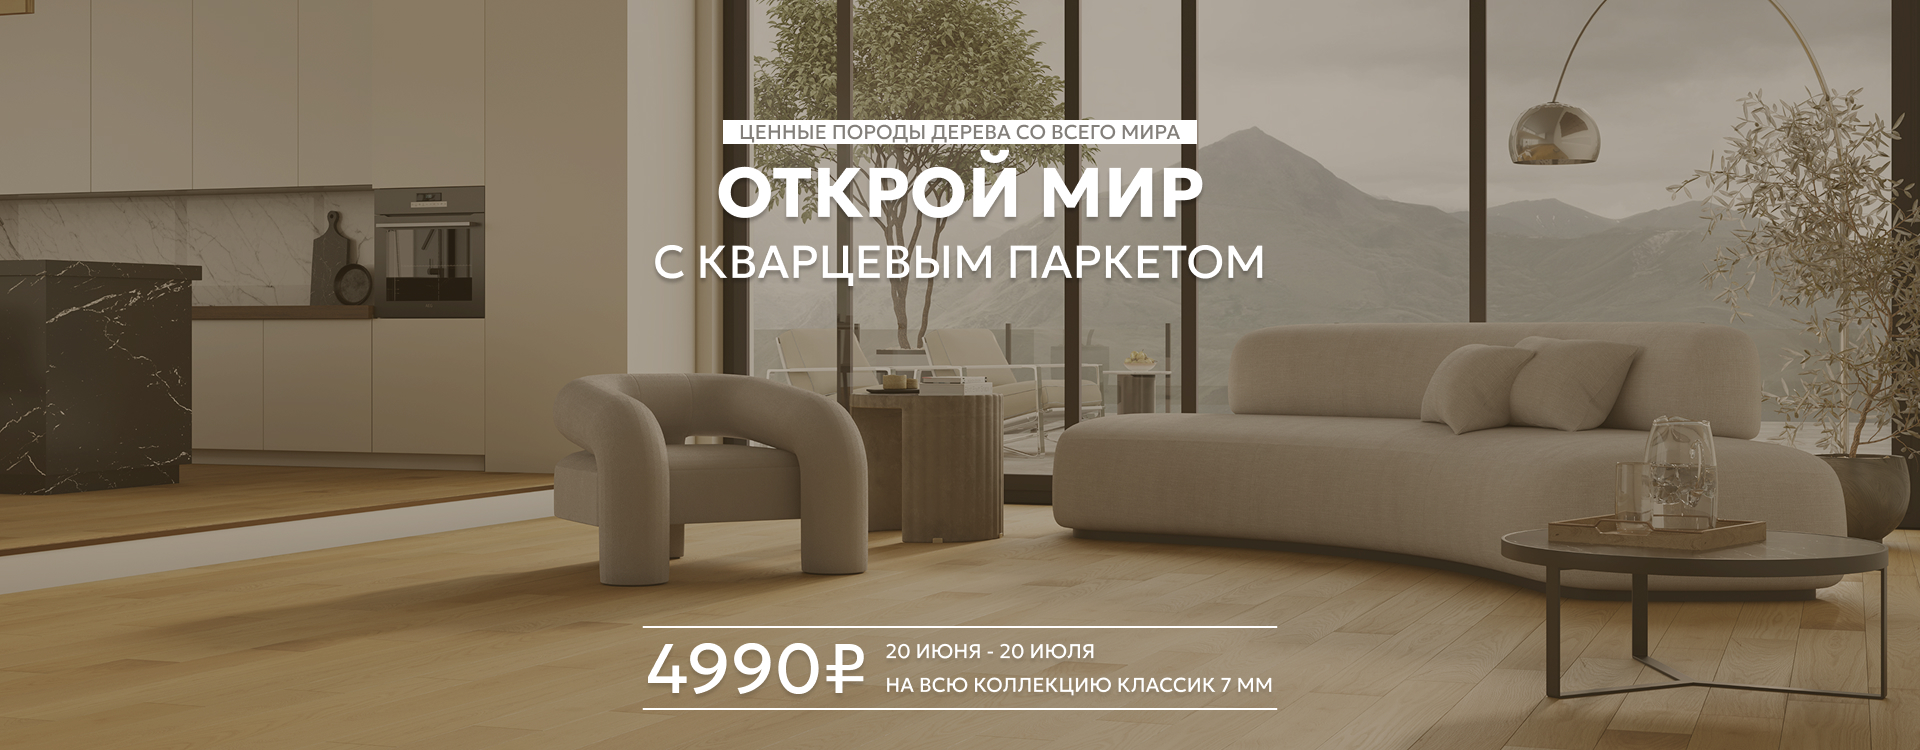 ЦЕННЫЕ ПОРОДЫ ДЕРЕВА СО ВСЕГО МИРА
ОТКРОЙ МИР
С КВАРЦЕВЫМ ПАРКЕТОМ
4990₽
20 ИЮНЯ - 20 ИЮЛЯ
НА ВСЮ КОЛЛЕКЦИЮ КЛАССИК 7 ММ